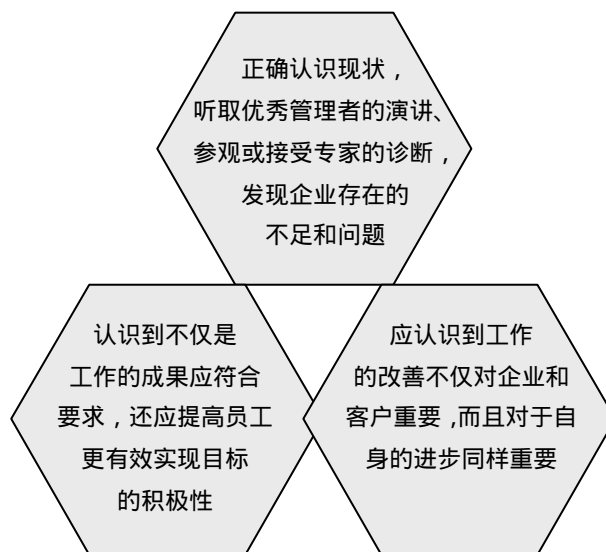 正确认识现状，
听取优秀管理者的演讲、
参观或接受专家的诊断，
发现企业存在的
不足和问题
认识到不仅是
工作的成果应符合
要求，还应提高员工
更有效实现目标
的积极性
应认识到工作
的改善不仅对企业和
客户重要，而且对于自
身的进步同样重要